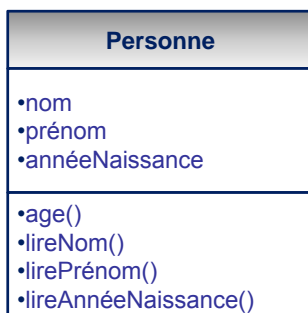 Personne
•nom
•prénom
•annéeNaissance
•age()
•lireNom()
•lirePrénom()
•lireAnnéeNaissance()